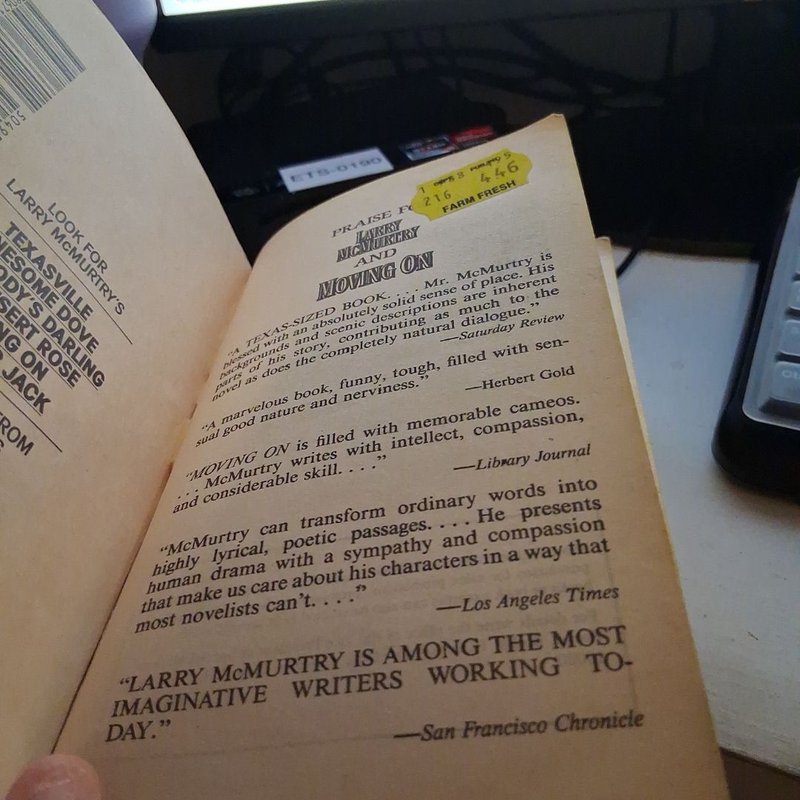 LOOK FOR
LARRY McMURTRY'S
TEXASVILLE
NESOME DOVE
ODY'S DARLING
SERT ROSE
NG ON
JACK
ROM
ETS-0190
216 446
FARM FRESH
PRAISE FO
LARRY
McMURTRY
AND
MOVING ON
"A TEXAS-SIZED BOOK. . . . Mr. McMurtry is
blessed with an absolutely solid sense of place. His
backgrounds and scenic descriptions are inherent
parts of his story, contributing as much to the
novel as does the completely natural dialogue."
—Saturday Review
"A marvelous book, funny, tough, filled with sen-
sual good nature and nerviness."
—Herbert Gold
"MOVING ON is filled with memorable cameos.
. . . McMurtry writes with intellect, compassion,
and considerable skill. . . ."
—Library Journal
"McMurtry can transform ordinary words into
highly lyrical, poetic passages. . . . He presents
human drama with a sympathy and compassion
that make us care about his characters in a way that
most novelists can't. . . ."
—Los Angeles Times
"LARRY McMURTRY IS AMONG THE MOST
IMAGINATIVE WRITERS WORKING TO-
DAY."
—San Francisco Chronicle